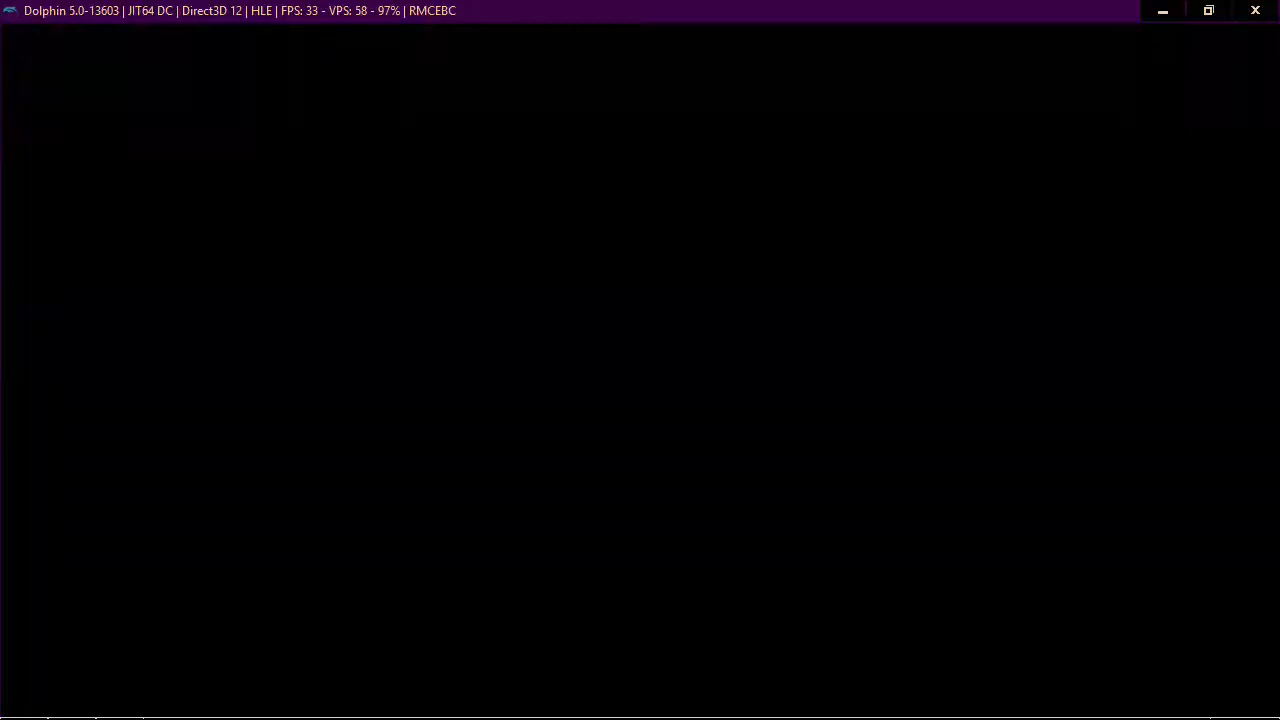 Dolphin 5.0-13603 | JIT64 DC | Direct3D 12 | HLE | FPS: 33 - VPS: 58 - 97% | RMCEBC